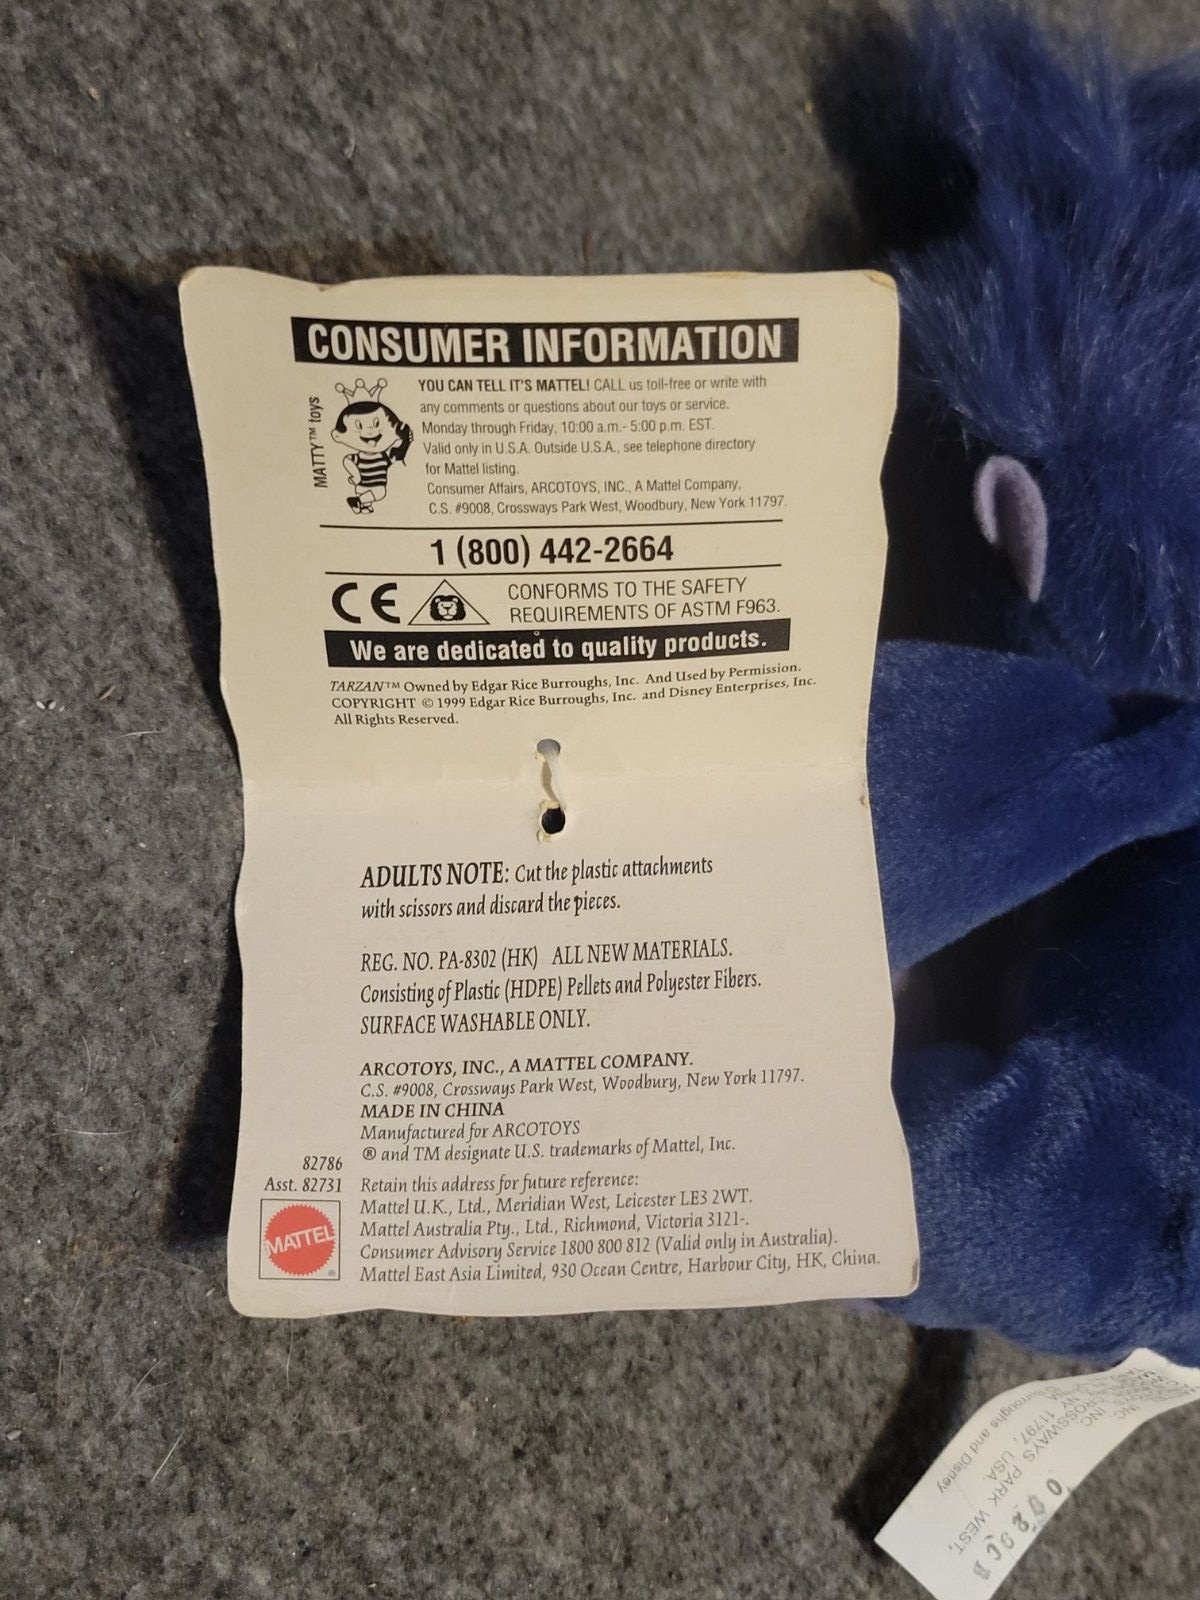 CONSUMER INFORMATION
MATTY™ toys
YOU CAN TELL IT'S MATTEL! CALL us toll-free or write with
any comments or questions about our toys or service.
Monday through Friday, 10:00 a.m.- 5:00 p.m. EST.
Valid only in U.S.A. Outside U.S.A., see telephone directory
for Mattel listing.
Consumer Affairs, ARCOTOYS, INC., A Mattel Company,
C.S. #9008, Crossways Park West, Woodbury, New York 11797.
1 (800) 442-2664
CE
CONFORMS TO THE SAFETY
REQUIREMENTS OF ASTM F963.
We are dedicated to quality products.
TARZAN™ Owned by Edgar Rice Burroughs, Inc. And Used by Permission.
COPYRIGHT © 1999 Edgar Rice Burroughs, Inc. and Disney Enterprises, Inc.
All Rights Reserved.
ADULTS NOTE: Cut the plastic attachments
with scissors and discard the pieces.
REG. NO. PA-8302 (HK) ALL NEW MATERIALS.
Consisting of Plastic (HDPE) Pellets and Polyester Fibers.
SURFACE WASHABLE ONLY.
ARCOTOYS, INC., A MATTEL COMPANY.
C.S. #9008, Crossways Park West, Woodbury, New York 11797.
MADE IN CHINA
Manufactured for ARCOTOYS
® and TM designate U.S. trademarks of Mattel, Inc.
82786
Asst. 82731
Retain this address for future reference:
Mattel U.K., Ltd., Meridian West, Leicester LE3 2WT.
Mattel Australia Pty., Ltd., Richmond, Victoria 3121-.
Consumer Advisory Service 1800 800 812 (Valid only in Australia).
Mattel East Asia Limited, 930 Ocean Centre, Harbour City, HK, China.
MATTEL®
INC.
PARK WEST,
11797, USA
Burroughs and Disney